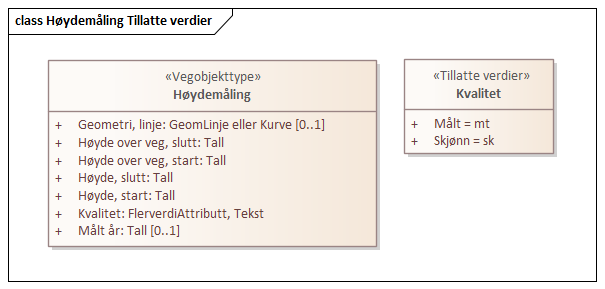 class Høydemåling Tillatte verdier
«Vegobjekttype»
Høydemåling
+ Geometri, linje: GeomLinje eller Kurve [0..1]
+ Høyde over veg, slutt: Tall
+ Høyde over veg, start: Tall
+ Høyde, slutt: Tall
+ Høyde, start: Tall
+ Kvalitet: FlerverdiAttributt, Tekst
+ Målt år: Tall [0..1]
«Tillatte verdier»
Kvalitet
+ Målt = mt
+ Skjønn = sk